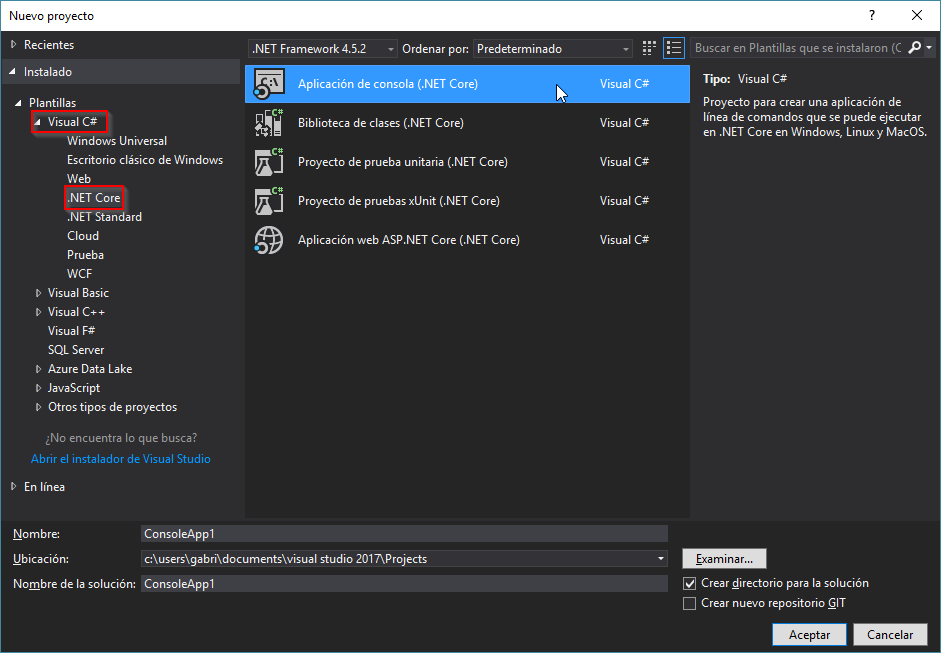 Nuevo proyecto
?
Recientes
Instalado
Plantillas
Visual C#
Windows Universal
Escritorio clásico de Windows
Web
.NET Core
.NET Standard
Cloud
Prueba
WCF
Visual Basic
Visual C++
Visual F#
SQL Server
Azure Data Lake
JavaScript
Otros tipos de proyectos
¿No encuentra lo que busca?
Abrir el instalador de Visual Studio
En línea
.NET Framework 4.5.2 Ordenar por: Predeterminado
Aplicación de consola (.NET Core) Visual C#
Biblioteca de clases (.NET Core) Visual C#
Proyecto de prueba unitaria (.NET Core) Visual C#
Proyecto de pruebas xUnit (.NET Core) Visual C#
Aplicación web ASP.NET Core (.NET Core) Visual C#
Buscar en Plantillas que se instalaron (C
Tipo: Visual C#
Proyecto para crear una aplicación de
línea de comandos que se puede ejecutar
en .NET Core en Windows, Linux y MacOS.
Nombre: ConsoleApp1
Ubicación: c:\users\gabri\documents\visual studio 2017\Projects
Examinar...
Nombre de la solución: ConsoleApp1
Crear directorio para la solución
Crear nuevo repositorio GIT
Aceptar
Cancelar